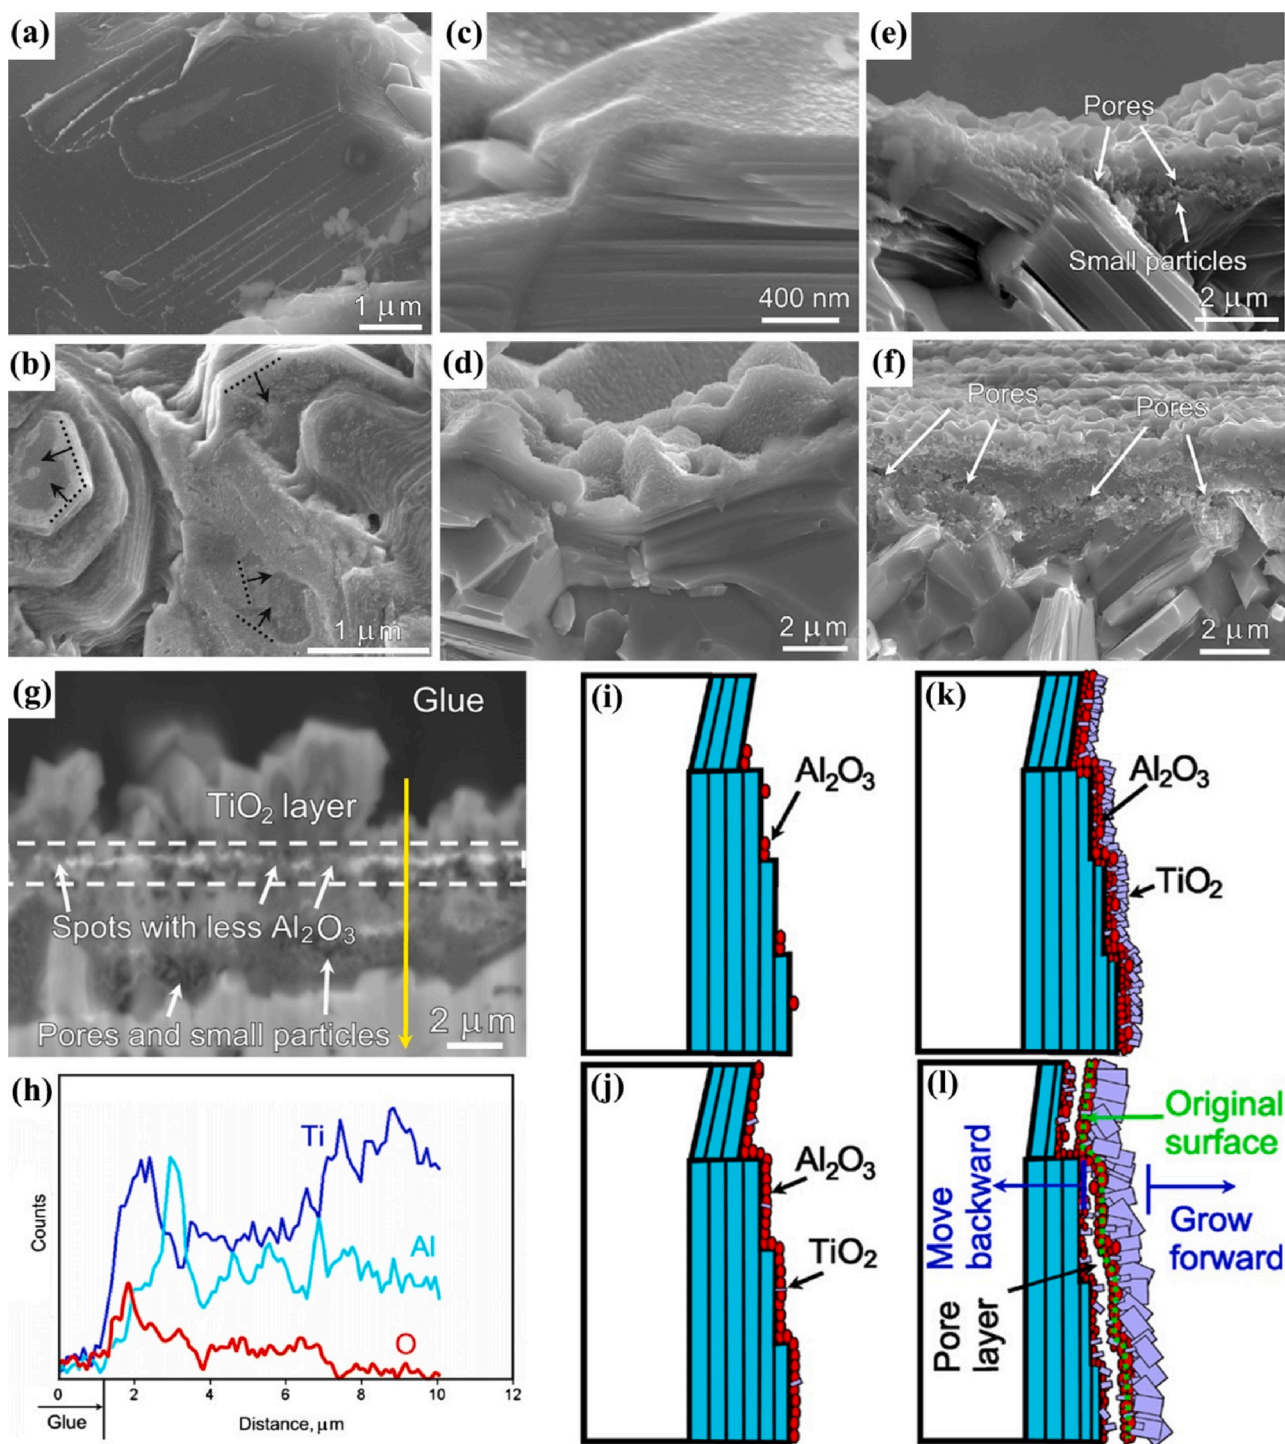 (a)
1 μm
(b)
1 μm
(c)
400 nm
(d)
2 μm
(e)
Pores
Small particles
2 μm
(f)
Pores
Pores
2 μm
(g)
Glue
TiO₂ layer
Spots with less Al₂O₃
Pores and small particles
2 μm
(h)
Ti
Al
O
Counts
0
2
4
6
8
10
12
Glue
Distance, μm
(i)
Al₂O₃
(j)
Al₂O₃
TiO₂
(k)
Al₂O₃
TiO₂
(l)
Original
surface
Move
backward
Grow
forward
Pore
layer